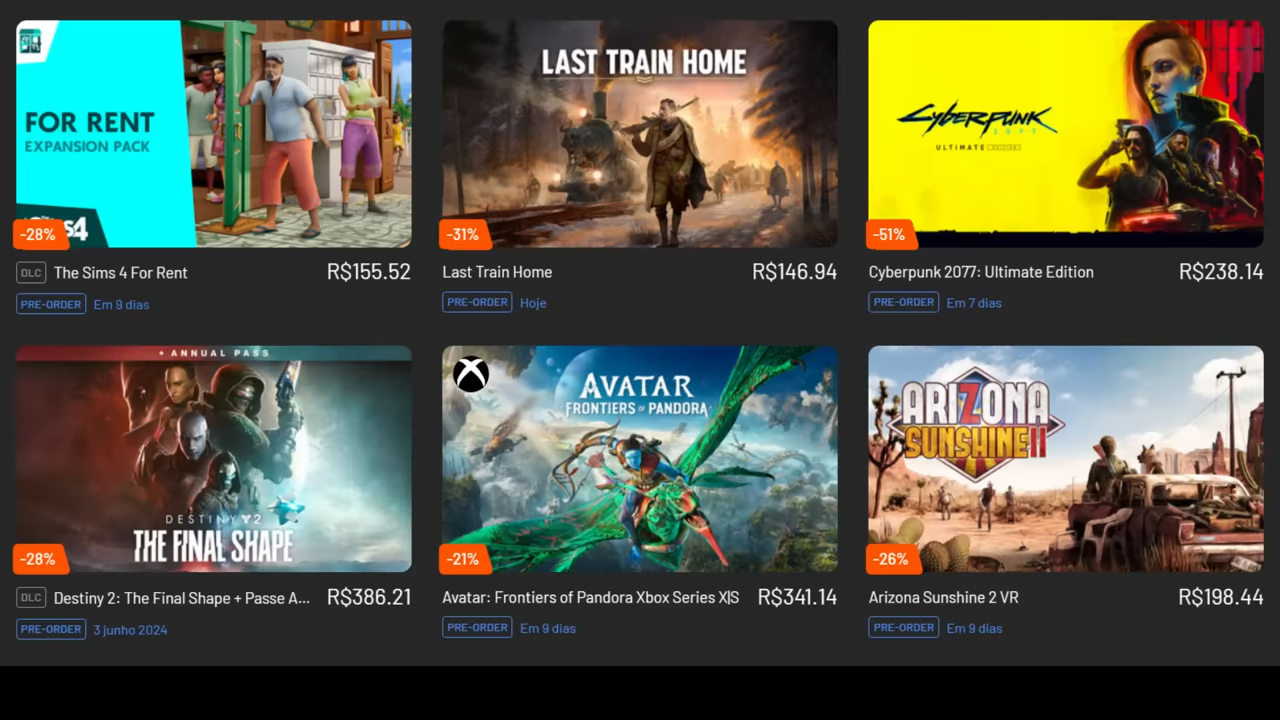 FOR RENT
EXPANSION PACK
-28%
DLC The Sims 4 For Rent R$155.52
PRE-ORDER Em 9 dias
LAST TRAIN HOME
-31%
Last Train Home R$146.94
PRE-ORDER Hoje
CYBERPUNK
2077
ULTIMATE EDITION
-51%
Cyberpunk 2077: Ultimate Edition R$238.14
PRE-ORDER Em 7 dias
+ ANNUAL PASS
DESTINY 2
THE FINAL SHAPE
-28%
DLC Destiny 2: The Final Shape + Passe A... R$386.21
PRE-ORDER 3 junho 2024
AVATAR
FRONTIERS OF PANDORA
-21%
Avatar: Frontiers of Pandora Xbox Series X|S R$341.14
PRE-ORDER Em 9 dias
ARIZONA
SUNSHINE II
-26%
Arizona Sunshine 2 VR R$198.44
PRE-ORDER Em 9 dias